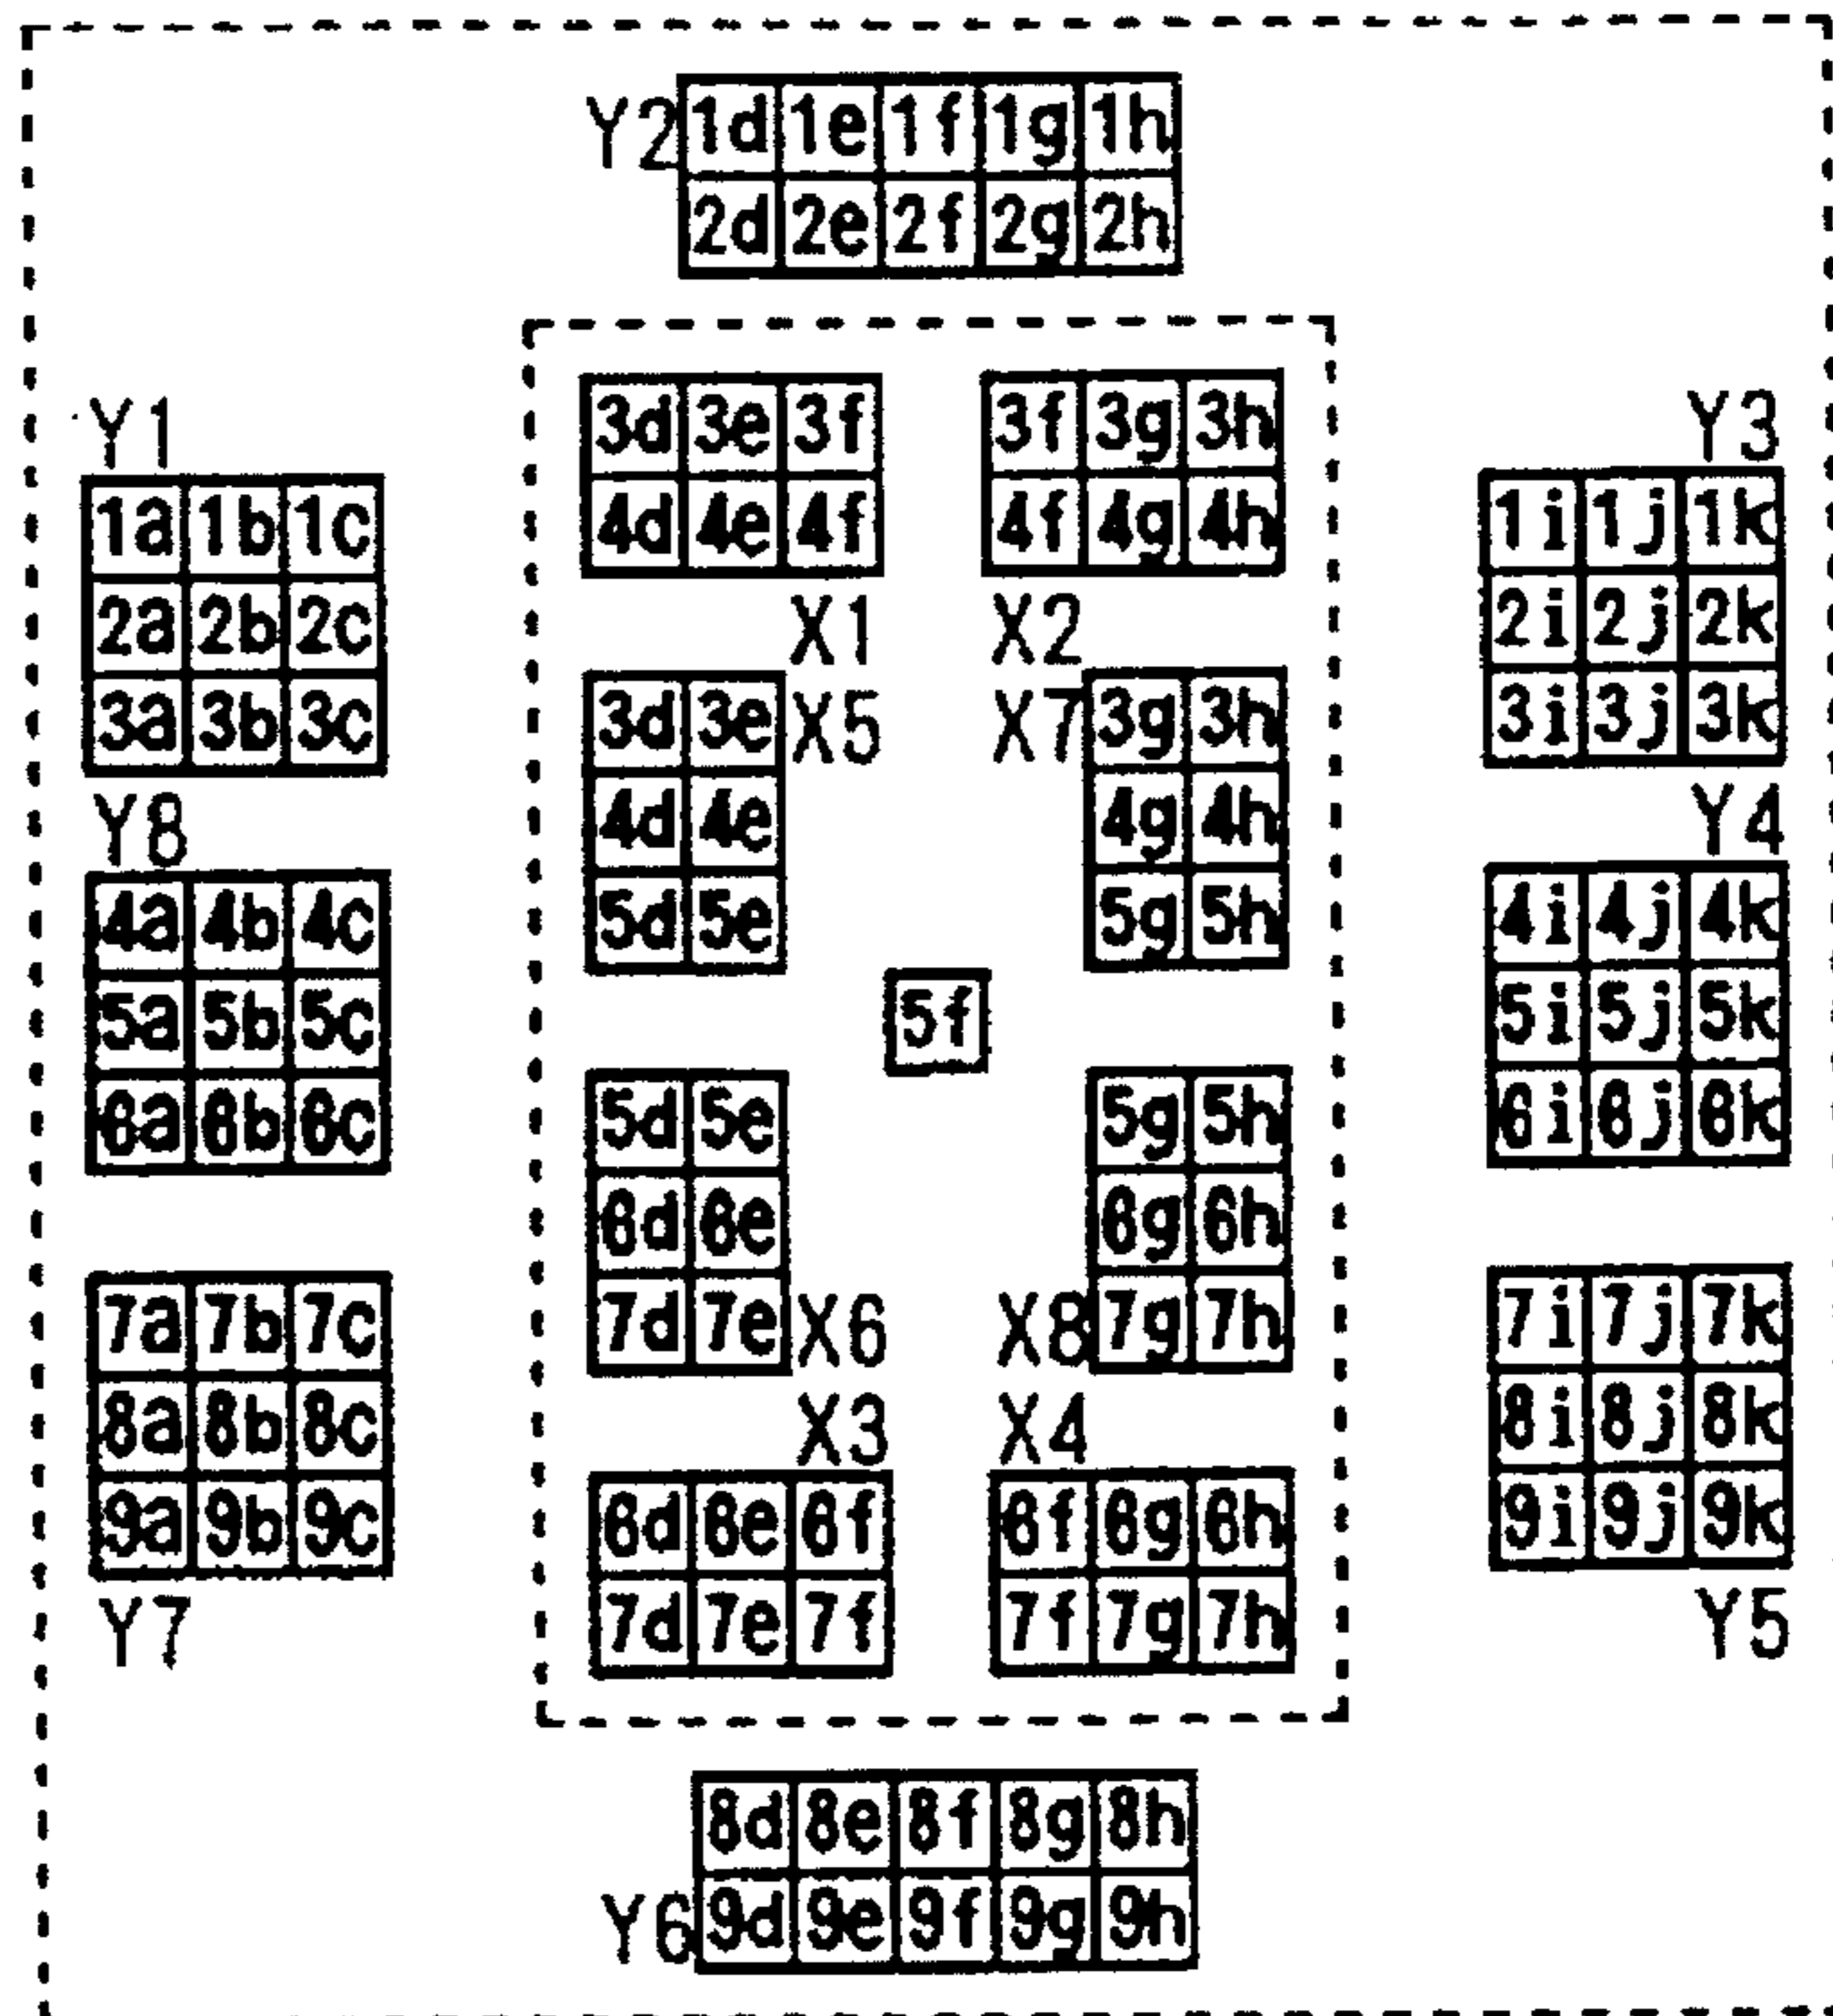 Y2 1d 1e 1f 1g 1h
2d 2e 2f 2g 2h
Y1
1a 1b 1c
2a 2b 2c
3a 3b 3c
Y8
4a 4b 4c
5a 5b 5c
6a 6b 6c
7a 7b 7c
8a 8b 8c
9a 9b 9c
Y7
3d 3e 3f
4d 4e 4f
X1
3f 3g 3h
4f 4g 4h
X2
3d 3e X5
4d 4e
5d 5e
X7 3g 3h
4g 4h
5g 5h
5f
5d 5e
6d 6e
7d 7e X6
5g 5h
6g 6h
X8 7g 7h
X3
6d 6e 6f
7d 7e 7f
X4
6f 6g 6h
7f 7g 7h
Y3
1i 1j 1k
2i 2j 2k
3i 3j 3k
Y4
4i 4j 4k
5i 5j 5k
6i 6j 6k
7i 7j 7k
8i 8j 8k
9i 9j 9k
Y5
8d 8e 8f 8g 8h
Y6 9d 9e 9f 9g 9h